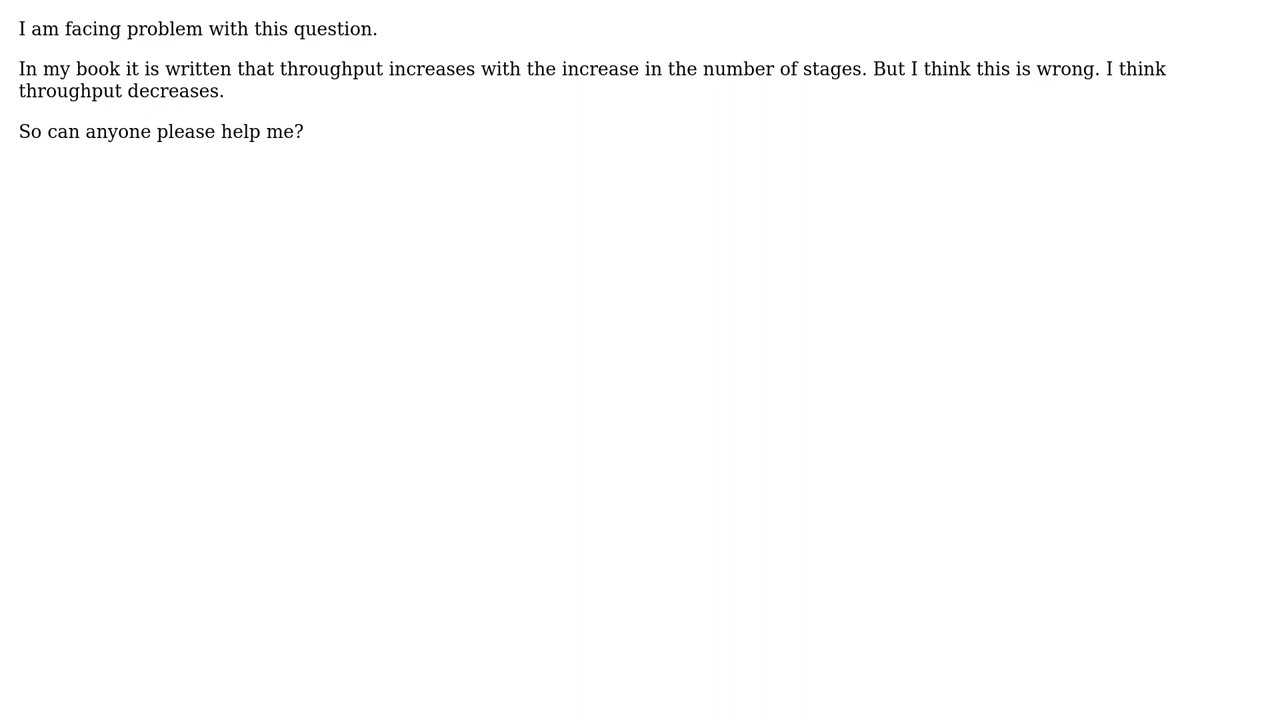 I am facing problem with this question.
In my book it is written that throughput increases with the increase in the number of stages. But I think this is wrong. I think
throughput decreases.
So can anyone please help me?